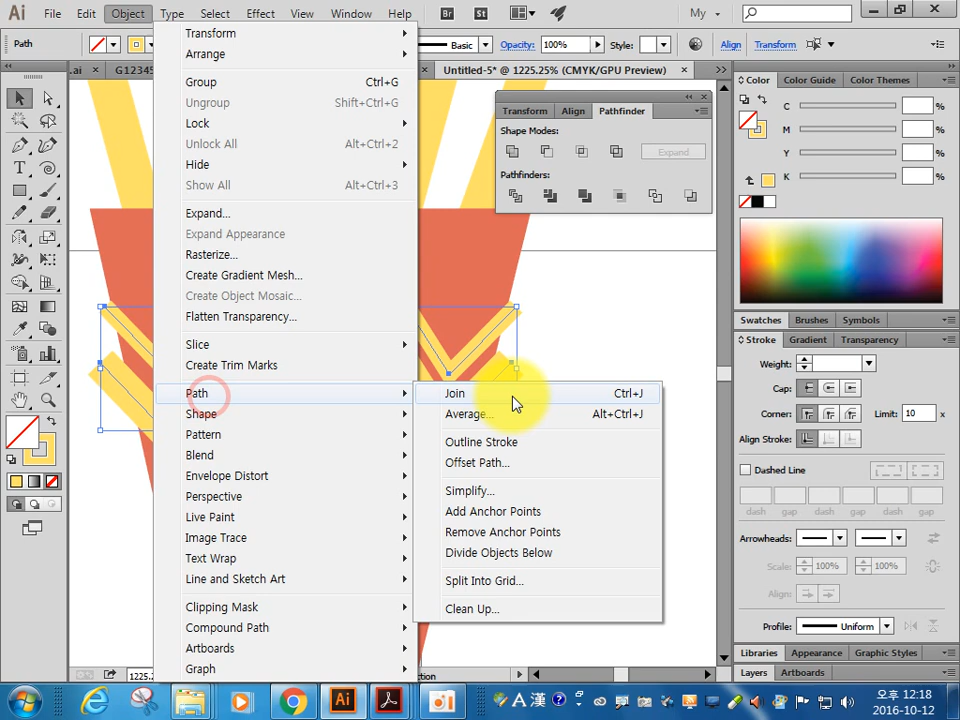 Ai File Edit Object Type Select Effect View Window Help Br St My
Path Basic Opacity: 100% Style: Align Transform
.ai G12345 Untitled-5* @ 1225.25% (CMYK/GPU Preview)
Transform
Arrange
Group Ctrl+G
Ungroup Shift+Ctrl+G
Lock
Unlock All Alt+Ctrl+2
Hide
Show All Alt+Ctrl+3
Expand...
Expand Appearance
Rasterize...
Create Gradient Mesh...
Create Object Mosaic...
Flatten Transparency...
Slice
Create Trim Marks
Path
Shape
Pattern
Blend
Envelope Distort
Perspective
Live Paint
Image Trace
Text Wrap
Line and Sketch Art
Clipping Mask
Compound Path
Artboards
Graph
Join Ctrl+J
Average... Alt+Ctrl+J
Outline Stroke
Offset Path...
Simplify...
Add Anchor Points
Remove Anchor Points
Divide Objects Below
Split Into Grid...
Clean Up...
Transform Align Pathfinder
Shape Modes:
Expand
Pathfinders:
Color Color Guide Color Themes
C %
M %
Y %
K %
Swatches Brushes Symbols
Stroke Gradient Transparency
Weight:
Cap:
Corner: Limit: 10 x
Align Stroke:
Dashed Line
dash gap dash gap dash gap
Arrowheads:
Scale: 100% 100%
Align:
Profile: Uniform
Libraries Appearance Graphic Styles
Layers Artboards
1225. ction
Ai A 漢 오후 12:18
2016-10-12